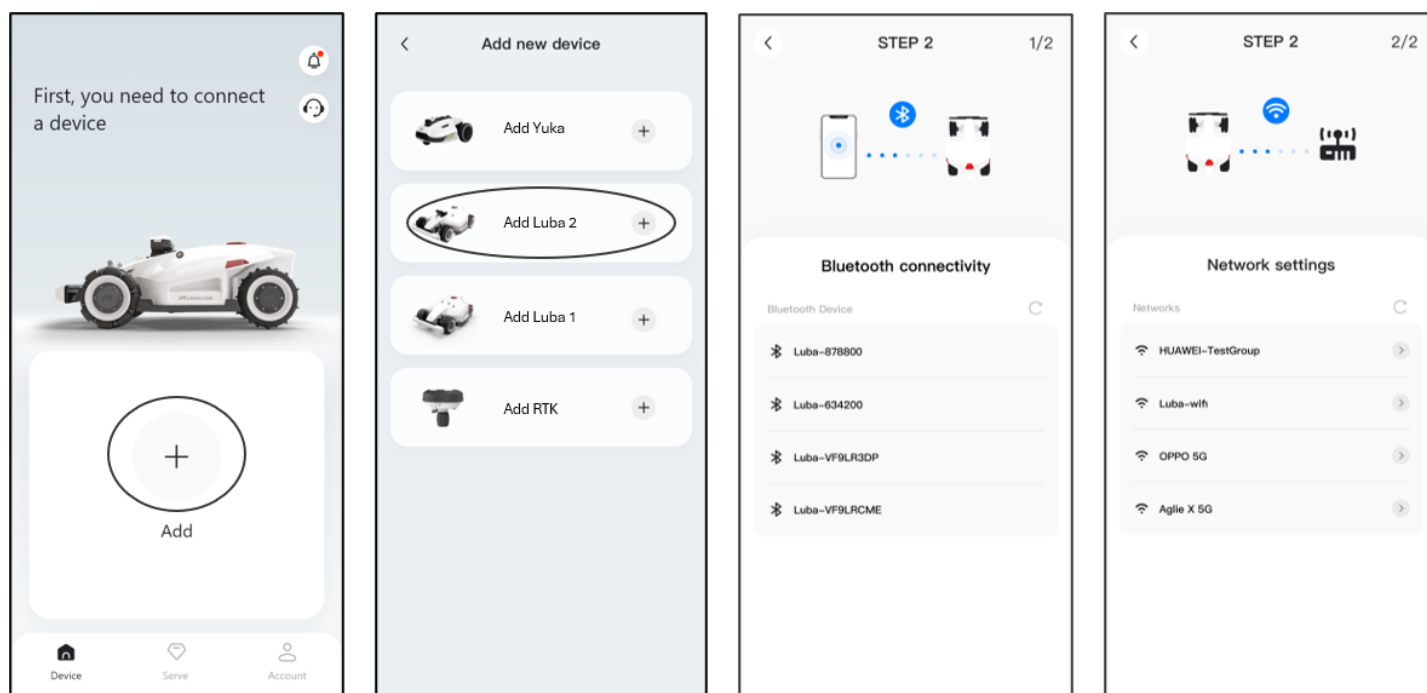 First, you need to connect
a device
Add
Device
Serve
Account
Add new device
Add Yuka
Add Luba 2
Add Luba 1
Add RTK
STEP 2
1/2
Bluetooth connectivity
Bluetooth Device
Luba-878800
Luba-634200
Luba-VF9LR3DP
Luba-VF9LRCME
STEP 2
2/2
Network settings
Networks
HUAWEI-TestGroup
Luba-wifi
OPPO 5G
Aglie X 5G